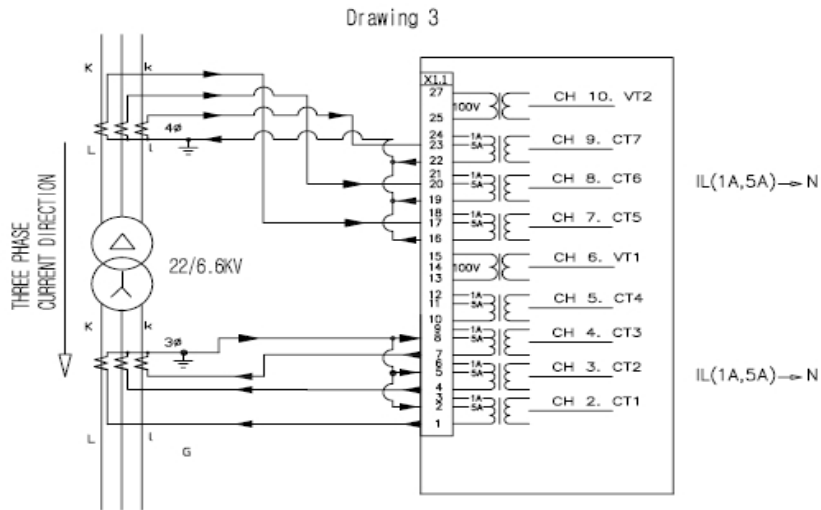 Drawing 3
K
k
X1.1
27
100V
CH 10. VT2
25
24
1A
23
5A
CH 9. CT7
22
4ø
L
l
21
1A
20
5A
CH 8. CT6
IL(1A,5A)→N
19
18
1A
17
5A
CH 7. CT5
16
THREE PHASE
CURRENT DIRECTION
22/6.6KV
15
14
100V
CH 6. VT1
13
12
1A
11
5A
CH 5. CT4
10
K
k
9
1A
8
5A
CH 4. CT3
7
3ø
6
1A
5
5A
CH 3. CT2
IL(1A,5A)→N
4
3
1A
2
5A
CH 2. CT1
1
L
l
G